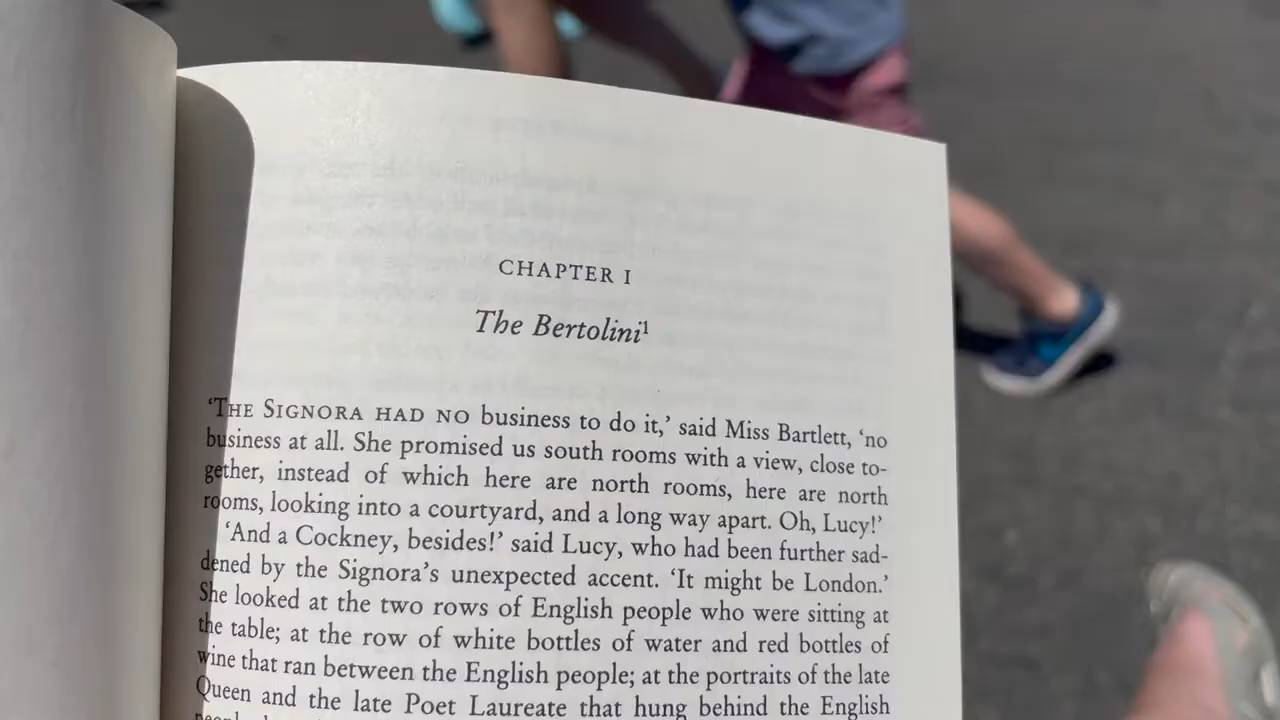 CHAPTER I
The Bertolini¹
‘THE SIGNORA HAD NO business to do it,’ said Miss Bartlett, ‘no
business at all. She promised us south rooms with a view, close to-
gether, instead of which here are north rooms, here are north
rooms, looking into a courtyard, and a long way apart. Oh, Lucy!’
‘And a Cockney, besides!’ said Lucy, who had been further sad-
dened by the Signora’s unexpected accent. ‘It might be London.’
She looked at the two rows of English people who were sitting at
the table; at the row of white bottles of water and red bottles of
wine that ran between the English people; at the portraits of the late
Queen and the late Poet Laureate that hung behind the English